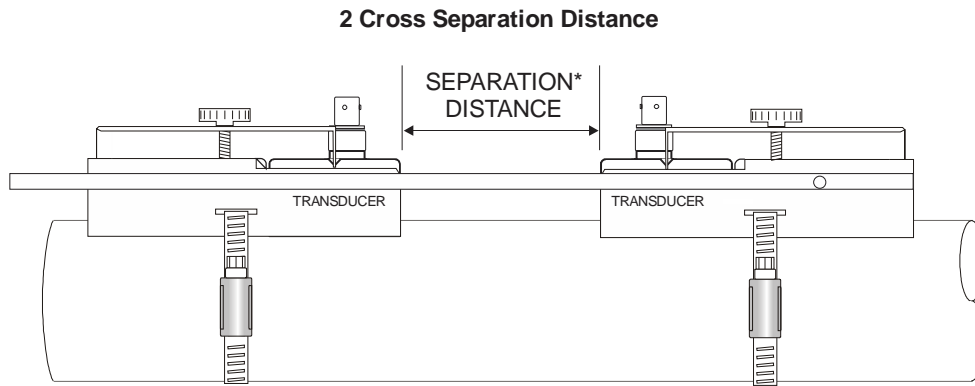 2 Cross Separation Distance
SEPARATION*
DISTANCE
TRANSDUCER
TRANSDUCER